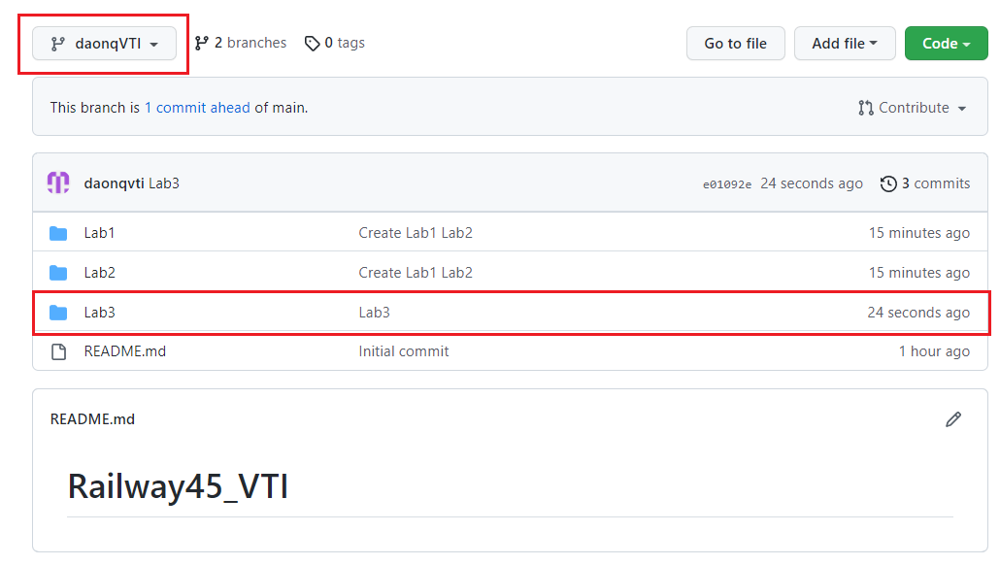 daonqVTI 2 branches 0 tags Go to file Add file Code
This branch is 1 commit ahead of main. Contribute
daonqvti Lab3 e01092e 24 seconds ago 3 commits
Lab1 Create Lab1 Lab2 15 minutes ago
Lab2 Create Lab1 Lab2 15 minutes ago
Lab3 Lab3 24 seconds ago
README.md Initial commit 1 hour ago
README.md
Railway45_VTI